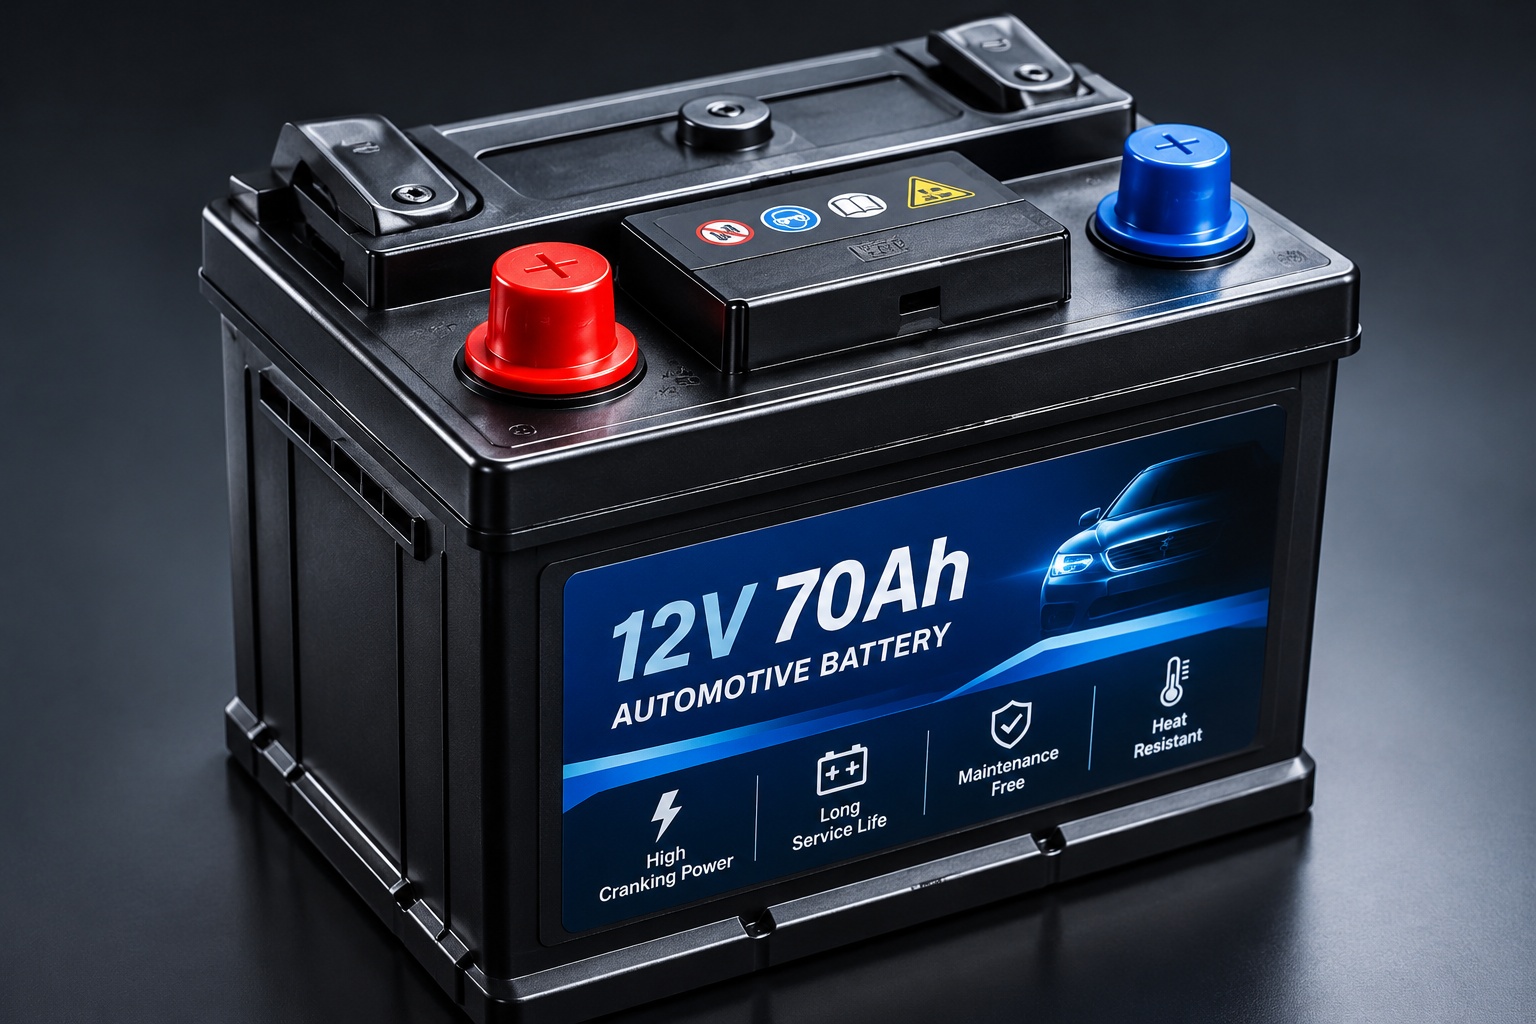 +
+
12V 70Ah
AUTOMOTIVE BATTERY
High
Cranking Power
Long
Service Life
Maintenance
Free
Heat
Resistant